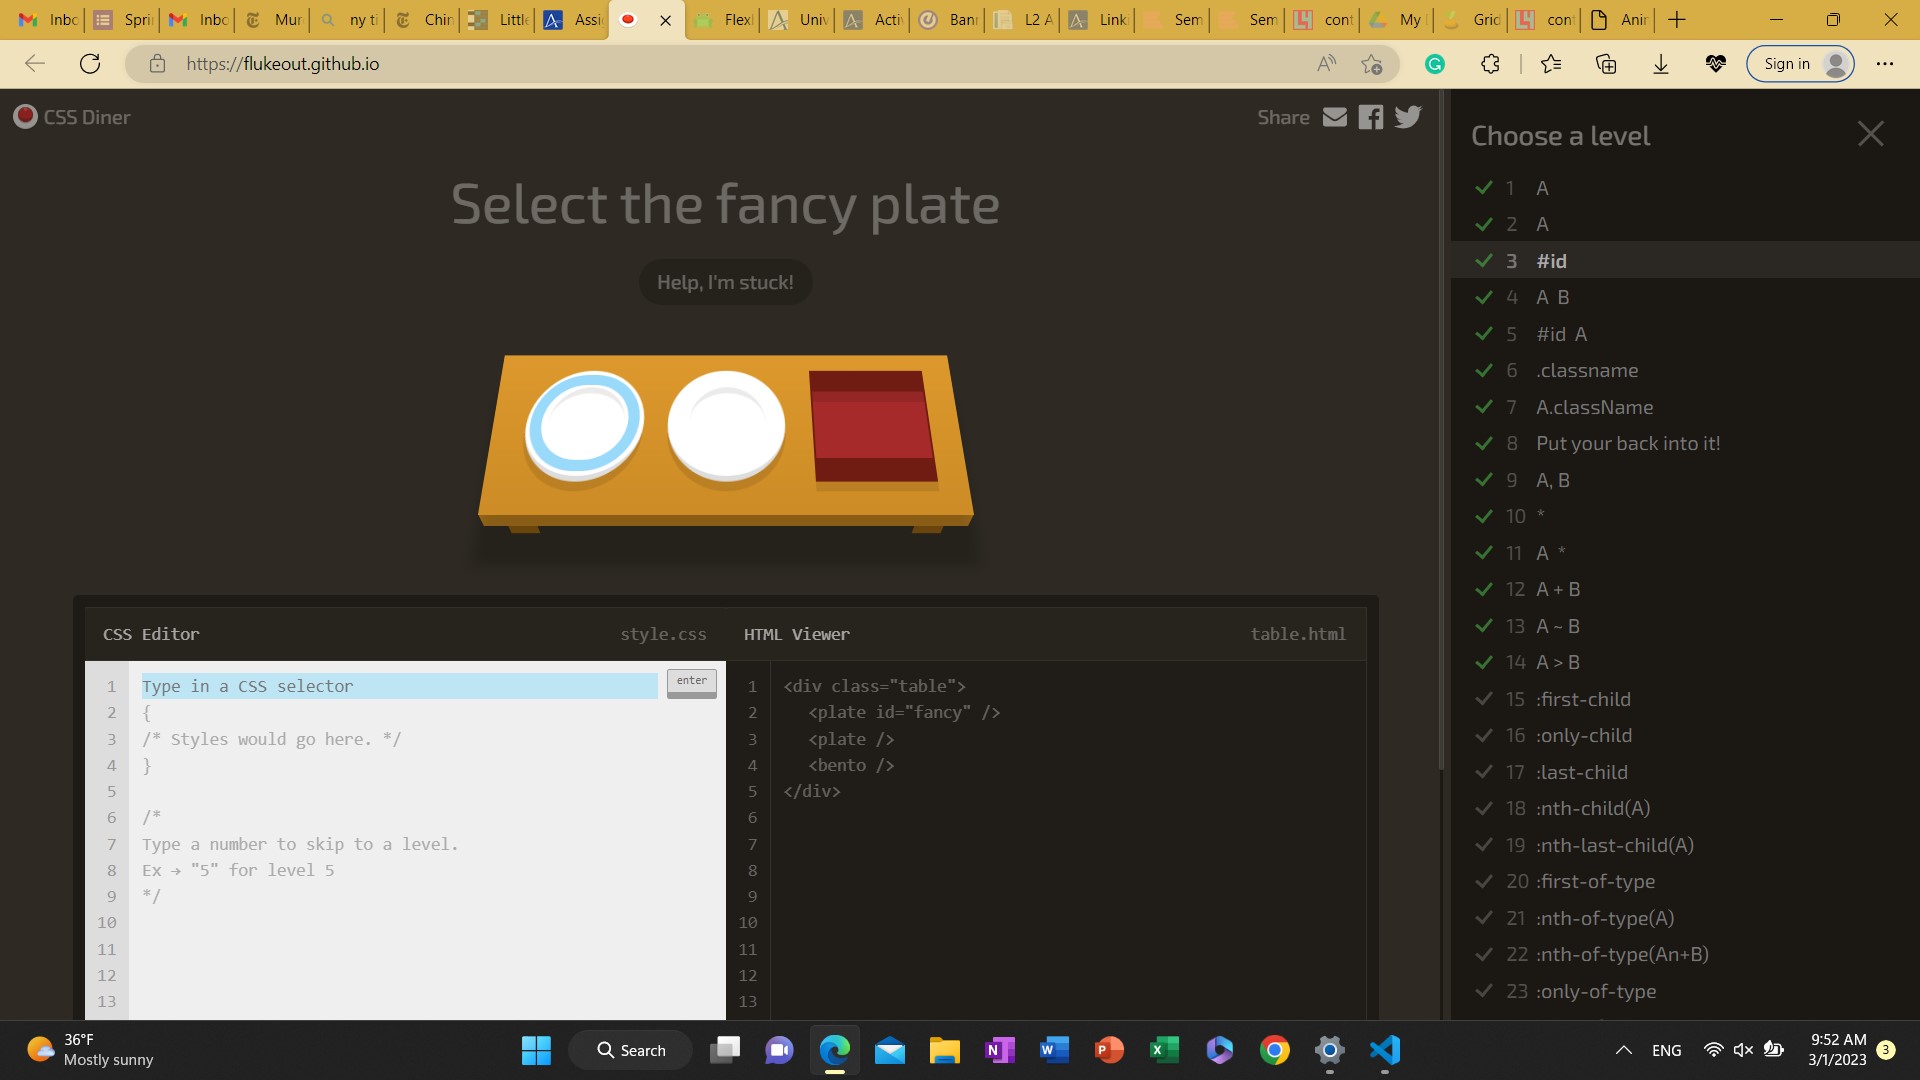 Inbo
Sprin
Inbo
Mur
ny ti
Chin
Little
Assi
Flexl
Univ
Activ
Bann
L2 A
Link
Sem
Sem
cont
My
Grid
cont
Anir
https://flukeout.github.io
Sign in
CSS Diner
Share
Select the fancy plate
Help, I'm stuck!
CSS Editor
style.css
enter
1 Type in a CSS selector
2 {
3 /* Styles would go here. */
4 }
5
6 /*
7 Type a number to skip to a level.
8 Ex → "5" for level 5
9 */
10
11
12
13
HTML Viewer
table.html
1 <div class="table">
2 <plate id="fancy" />
3 <plate />
4 <bento />
5 </div>
6
7
8
9
10
11
12
13
Choose a level
1 A
2 A
3 #id
4 A B
5 #id A
6 .classname
7 A.className
8 Put your back into it!
9 A, B
10 *
11 A *
12 A + B
13 A ~ B
14 A > B
15 :first-child
16 :only-child
17 :last-child
18 :nth-child(A)
19 :nth-last-child(A)
20 :first-of-type
21 :nth-of-type(A)
22 :nth-of-type(An+B)
23 :only-of-type
36°F
Mostly sunny
Search
ENG
9:52 AM
3/1/2023
3